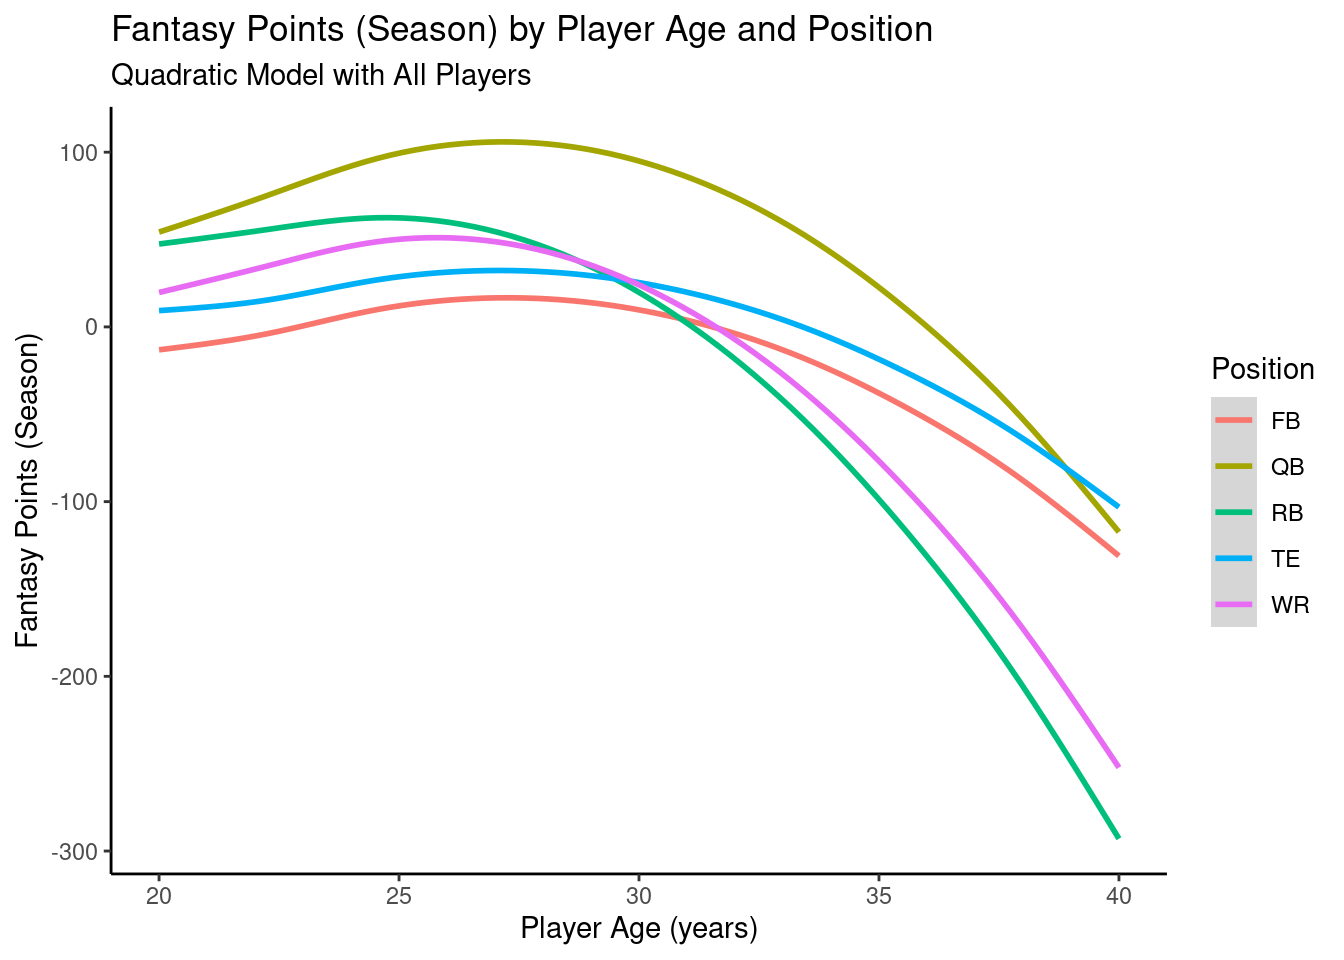 Fantasy Points (Season) by Player Age and Position
Quadratic Model with All Players
Fantasy Points (Season)
100
0
-100
-200
-300
20 25 30 35 40
Player Age (years)
Position
FB
QB
RB
TE
WR